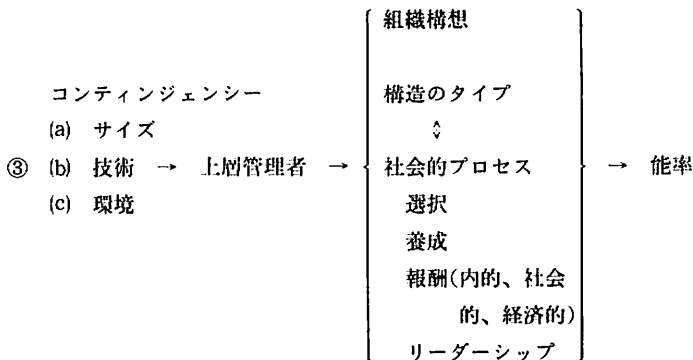 組織構想
コンティンジェンシー 構造のタイプ
(a) サイズ ⇕
③ (b) 技術 → 上層管理者 → 社会的プロセス → 能率
(c) 環境 選択
養成
報酬(内的、社会
的、経済的)
リーダーシップ